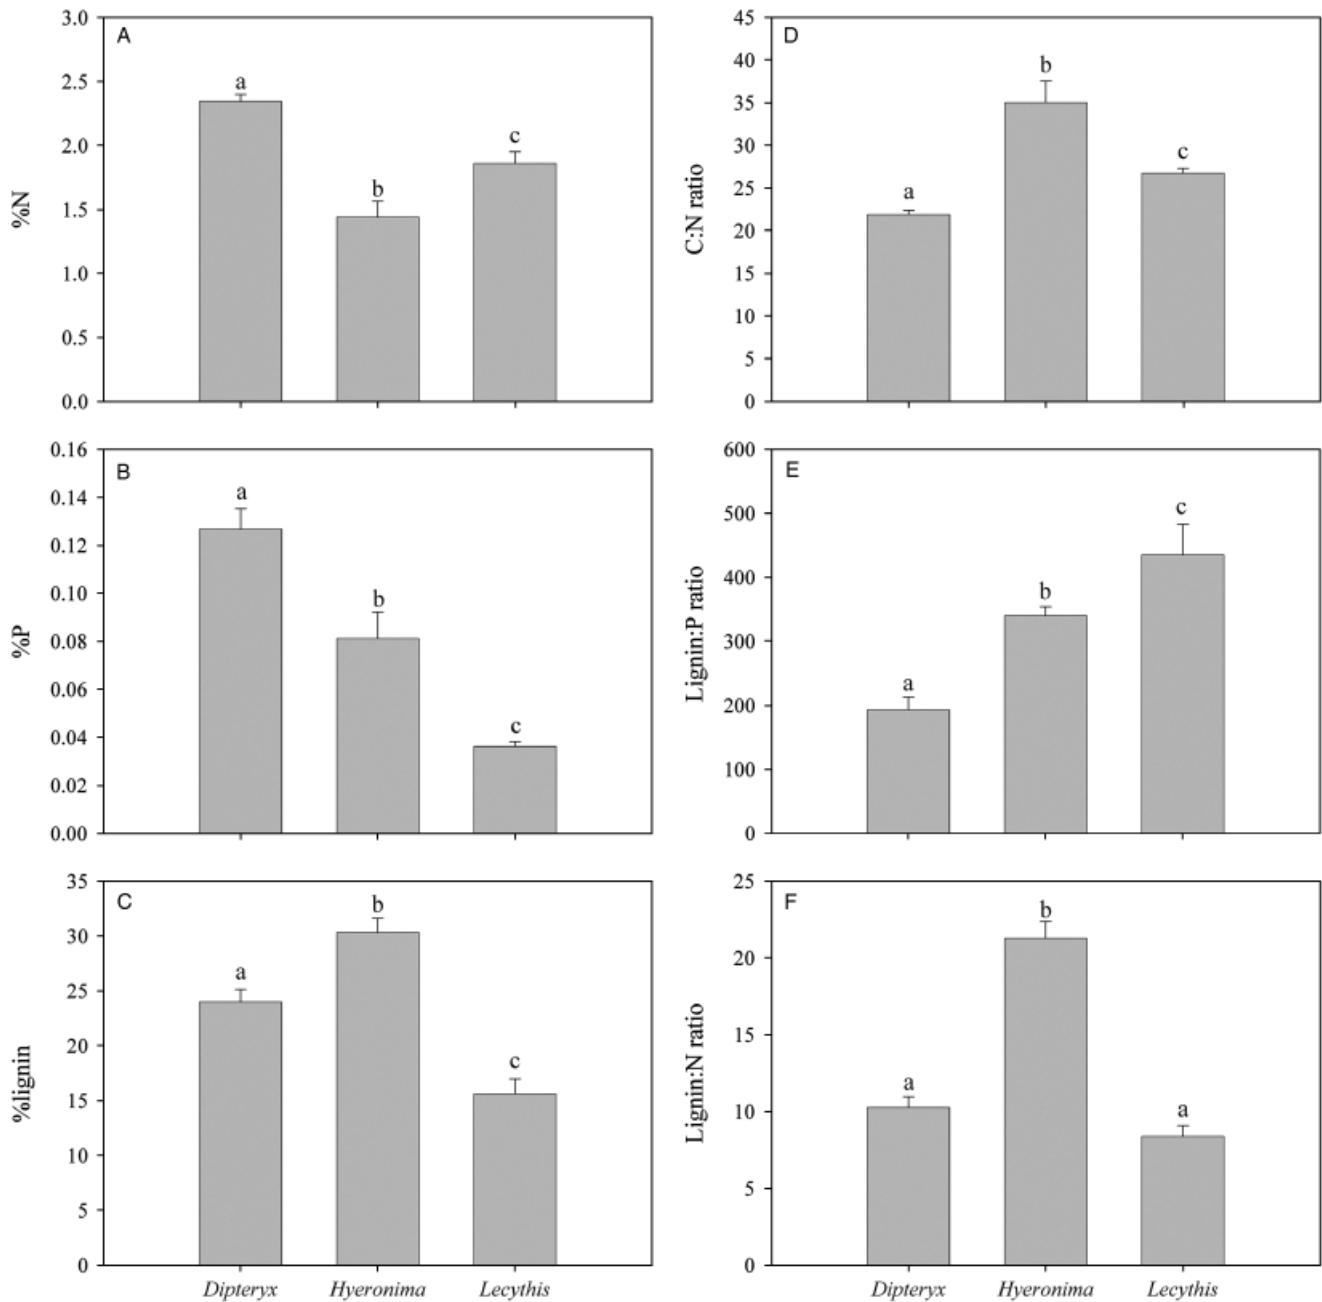 A
%N
3.0
2.5
2.0
1.5
1.0
0.5
0.0
a
b
c
D
C:N ratio
45
40
35
30
25
20
15
10
5
0
a
b
c
B
%P
0.16
0.14
0.12
0.10
0.08
0.06
0.04
0.02
0.00
a
b
c
E
Lignin:P ratio
600
500
400
300
200
100
0
a
b
c
C
%lignin
35
30
25
20
15
10
5
0
a
b
c
Dipteryx Hyeronima Lecythis
F
Lignin:N ratio
25
20
15
10
5
0
a
b
a
Dipteryx Hyeronima Lecythis